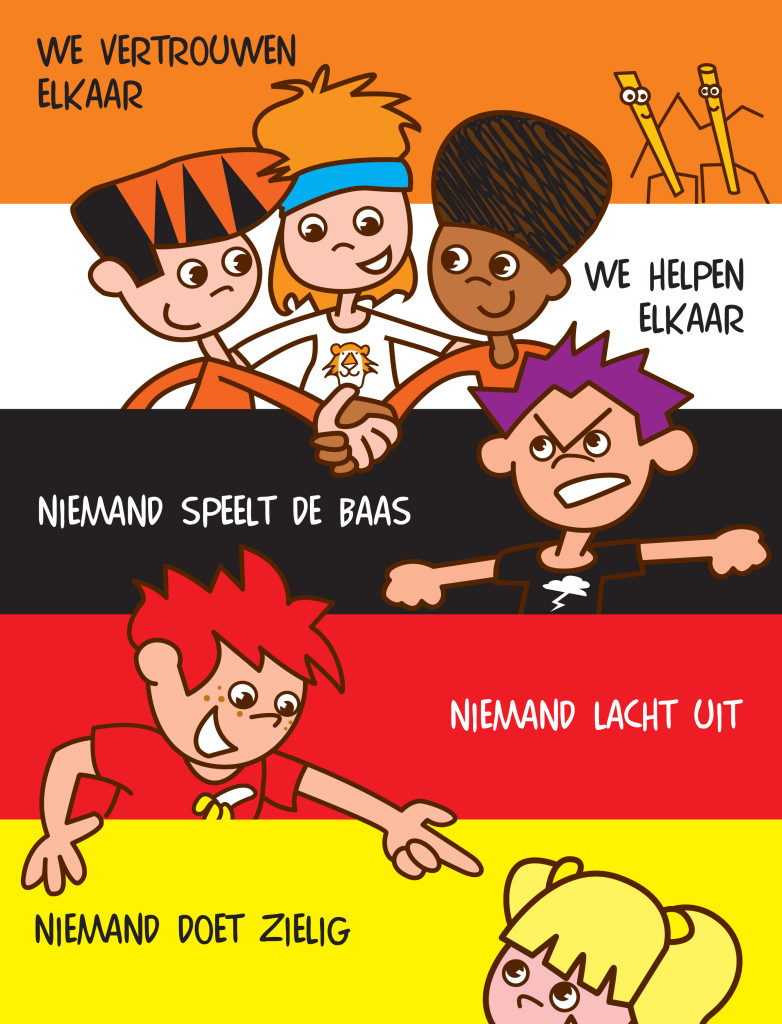 WE VERTROUWEN
ELKAAR
WE HELPEN
ELKAAR
NIEMAND SPEELT DE BAAS
NIEMAND LACHT UIT
NIEMAND DOET ZIELIG